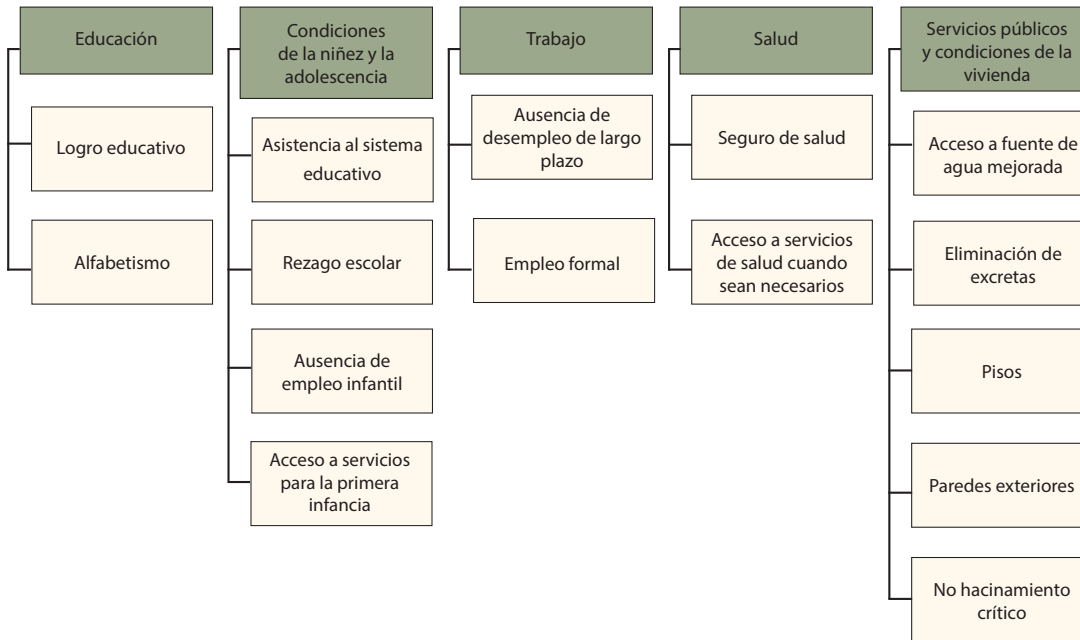 Educación
Logro educativo
Alfabetismo
Condiciones
de la niñez y la
adolescencia
Asistencia al sistema
educativo
Rezago escolar
Ausencia de
empleo infantil
Acceso a servicios
para la primera
infancia
Trabajo
Ausencia de
desempleo de largo
plazo
Empleo formal
Salud
Seguro de salud
Acceso a servicios
de salud cuando
sean necesarios
Servicios públicos
y condiciones de la
vivienda
Acceso a fuente de
agua mejorada
Eliminación de
excretas
Pisos
Paredes exteriores
No hacinamiento
crítico